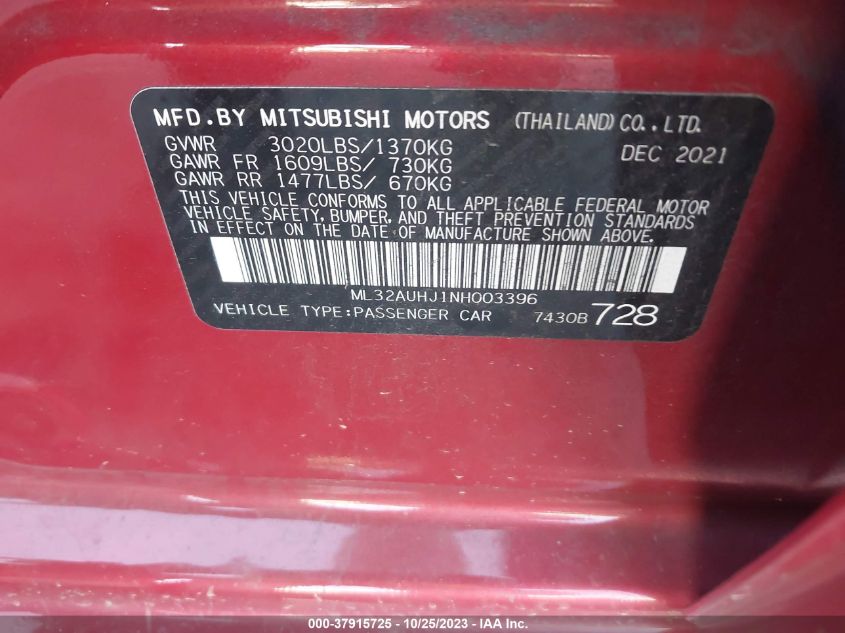 MFD.BY MITSUBISHI MOTORS (THAILAND) CO.,LTD.
GVWR 3020LBS/1370KG DEC 2021
GAWR FR 1609LBS/ 730KG
GAWR RR 1477LBS/ 670KG
THIS VEHICLE CONFORMS TO ALL APPLICABLE FEDERAL MOTOR
VEHICLE SAFETY, BUMPER, AND THEFT PREVENTION STANDARDS
IN EFFECT ON THE DATE OF MANUFACTURE SHOWN ABOVE.
ML32AUHJ1NH003396
VEHICLE TYPE:PASSENGER CAR 7430B 728
000-37915725 - 10/25/2023 - IAA Inc.